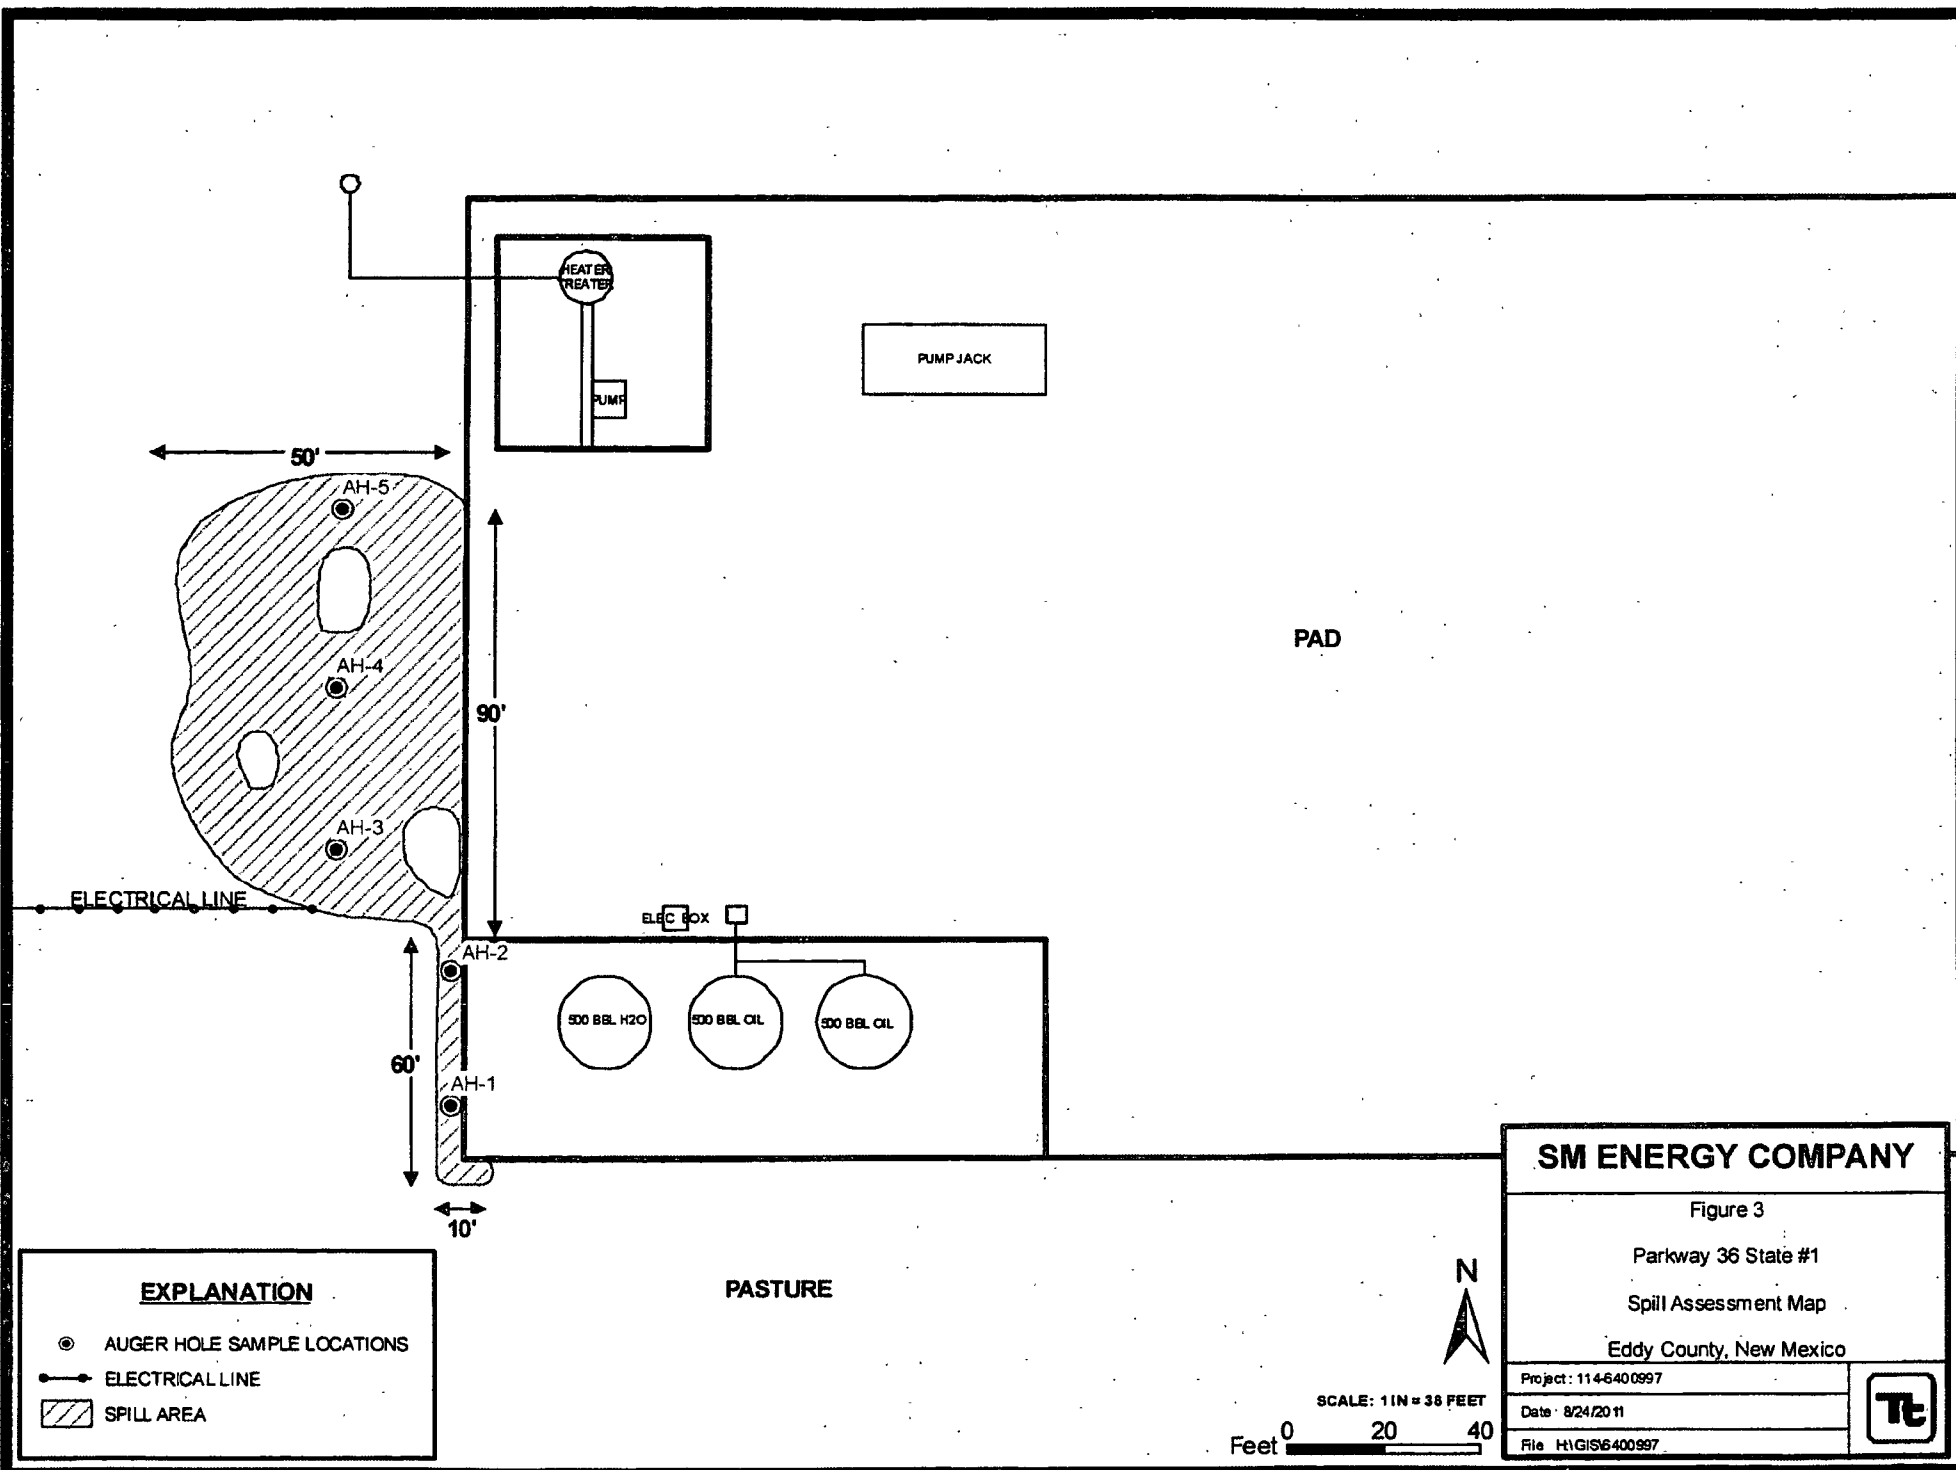 HEATER
TREATER
PUMP
PUMP JACK
50'
AH-5
AH-4
90'
PAD
AH-3
ELECTRICAL LINE
ELEC BOX
AH-2
500 BBL H2O
500 BBL OIL
500 BBL OIL
60'
AH-1
10'
PASTURE
EXPLANATION
AUGER HOLE SAMPLE LOCATIONS
ELECTRICAL LINE
SPILL AREA
N
SCALE: 1 IN = 38 FEET
Feet 0 20 40
SM ENERGY COMPANY
Figure 3
Parkway 36 State #1
Spill Assessment Map
Eddy County, New Mexico
Project: 114-6400997
Date: 8/24/2011
File H:\GIS\6400997
Tt